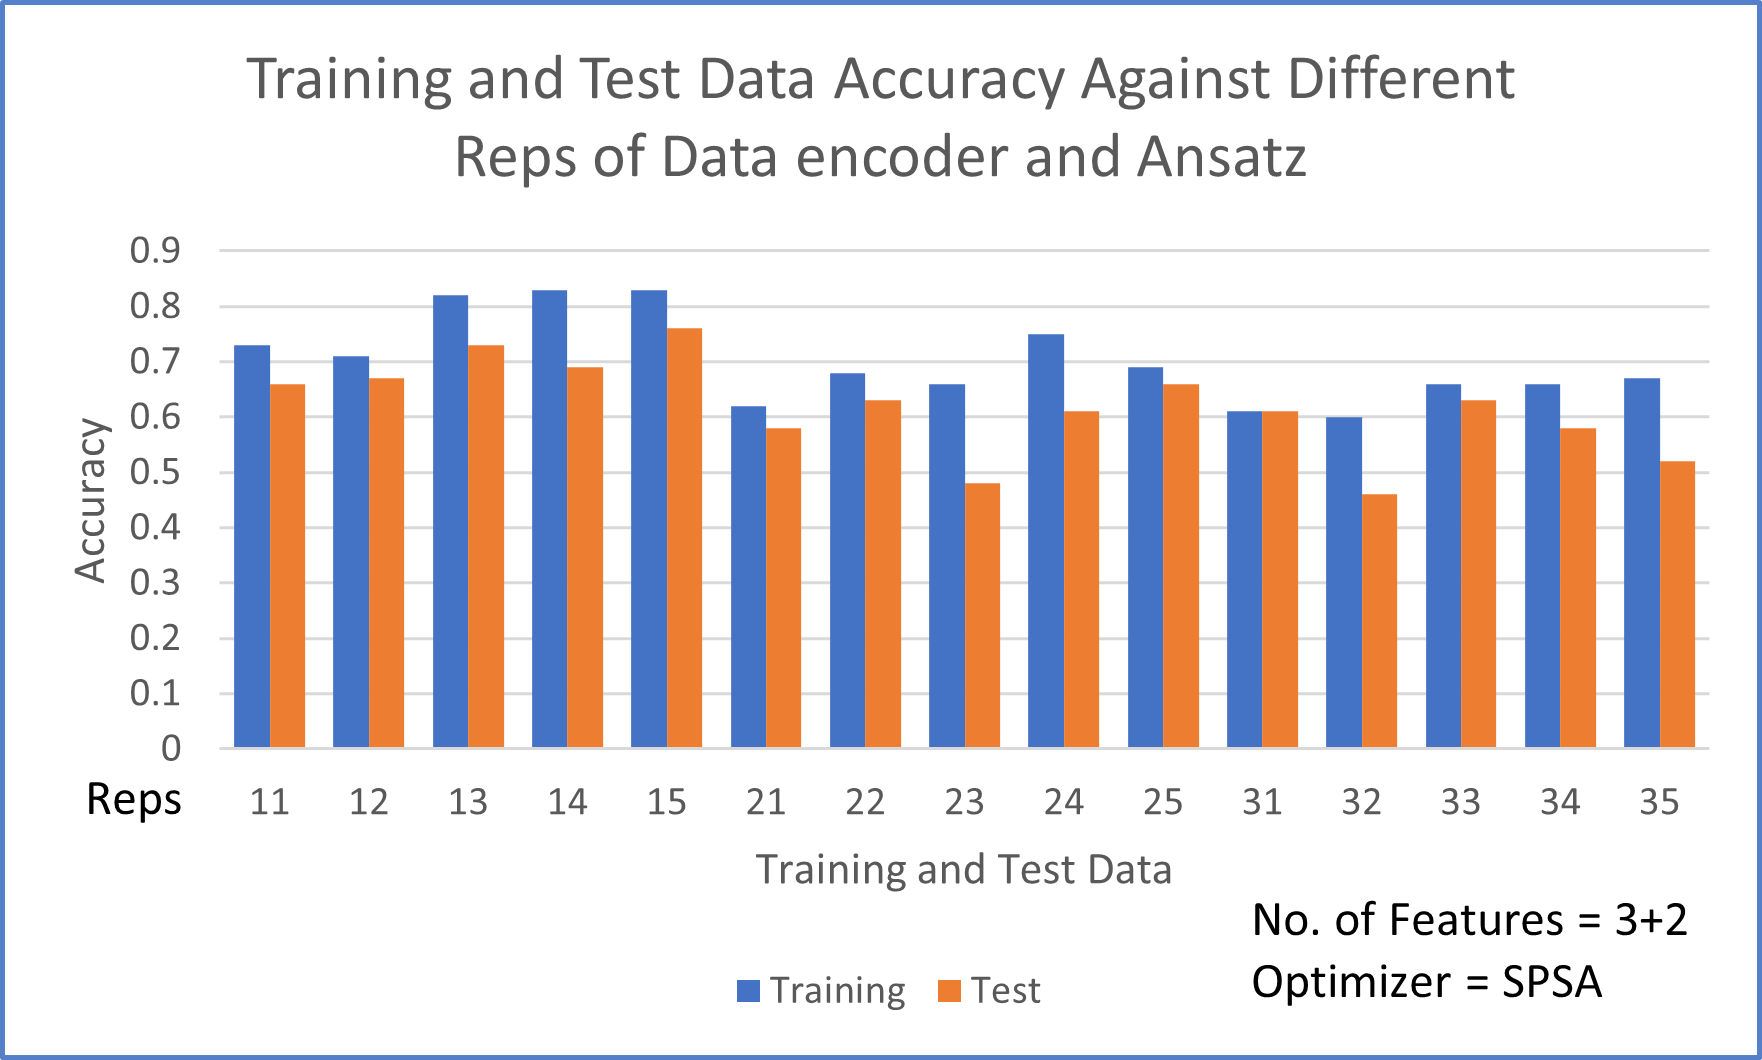 Training and Test Data Accuracy Against Different
Reps of Data encoder and Ansatz
0.9
0.8
0.7
0.6
0.5
0.4
0.3
0.2
0.1
0
Accuracy
Reps 11 12 13 14 15 21 22 23 24 25 31 32 33 34 35
Training and Test Data
No. of Features = 3+2
Optimizer = SPSA
Training Test